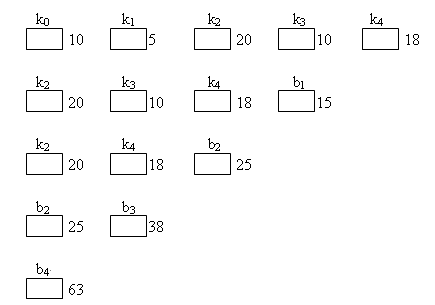 k0 k1 k2 k3 k4
10 5 20 10 18
k2 k3 k4 b1
20 10 18 15
k2 k4 b2
20 18 25
b2 b3
25 38
b4
63